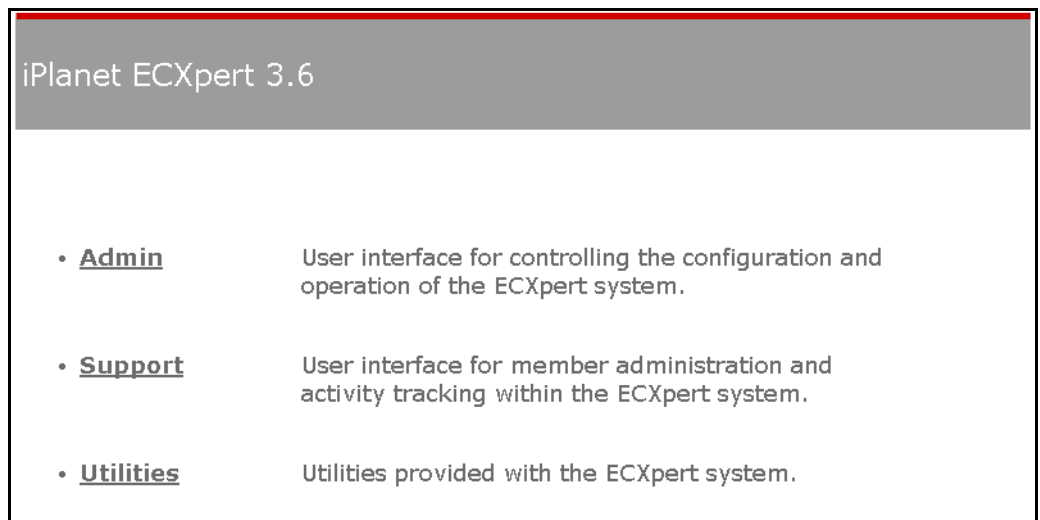 iPlanet ECXpert 3.6
• Admin User interface for controlling the configuration and
operation of the ECXpert system.
• Support User interface for member administration and
activity tracking within the ECXpert system.
• Utilities Utilities provided with the ECXpert system.